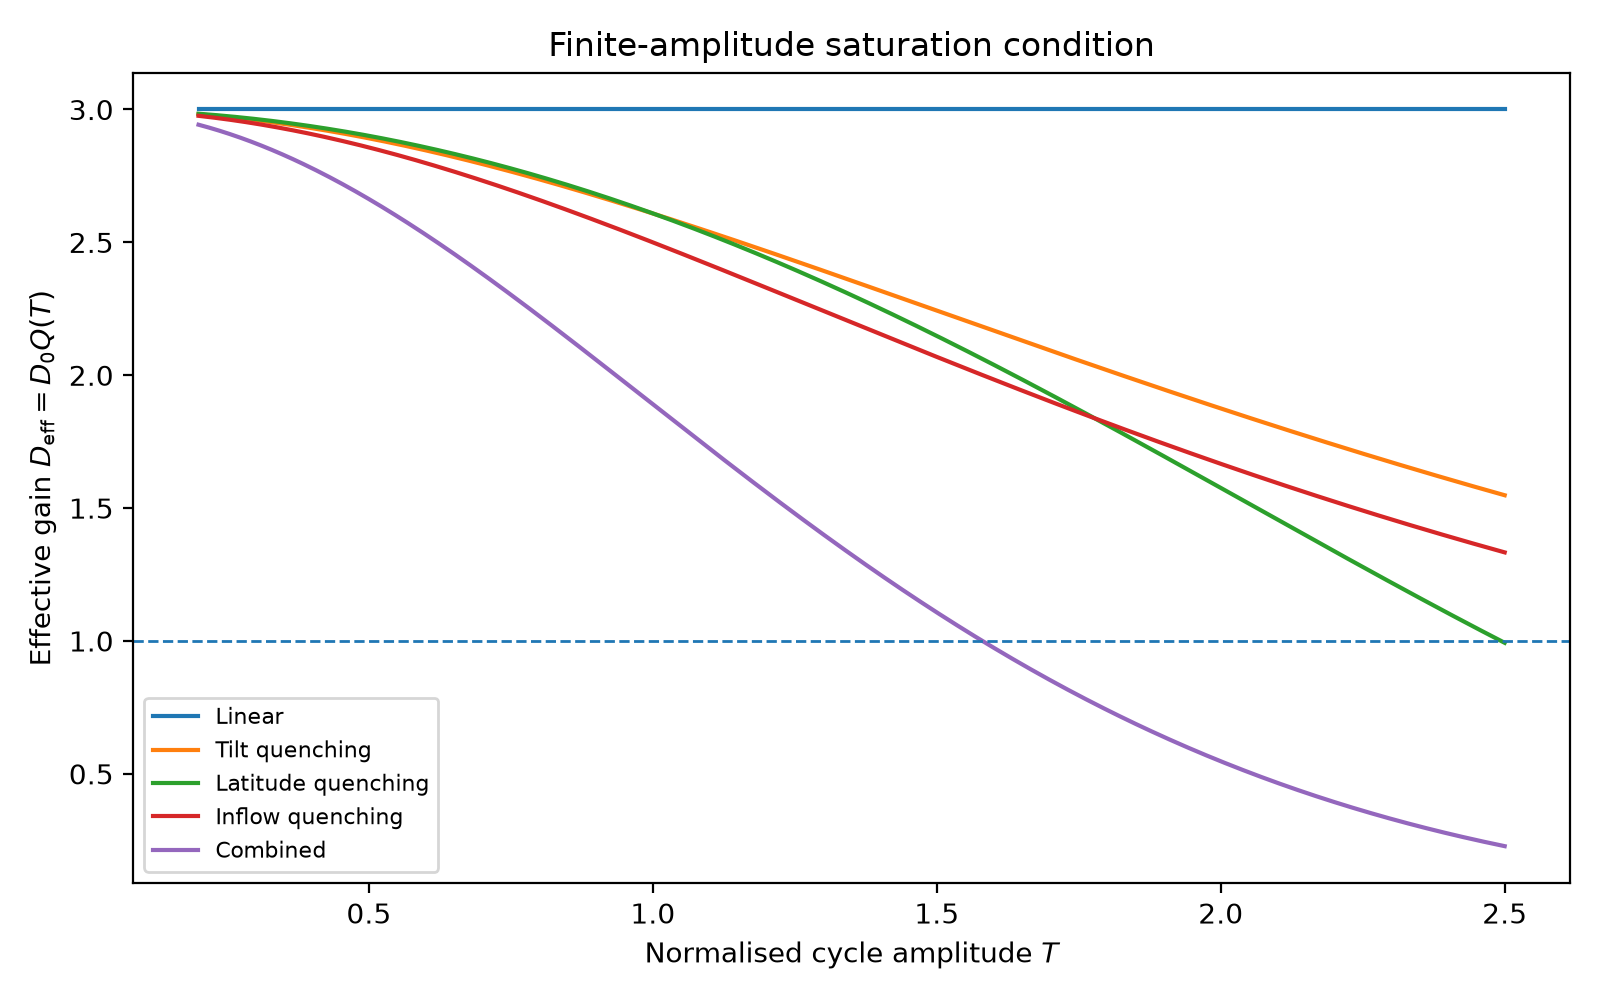 Finite-amplitude saturation condition
Effective gain D_eff = D_0Q(T)
3.0
2.5
2.0
1.5
1.0
0.5
Linear
Tilt quenching
Latitude quenching
Inflow quenching
Combined
0.5 1.0 1.5 2.0 2.5
Normalised cycle amplitude T